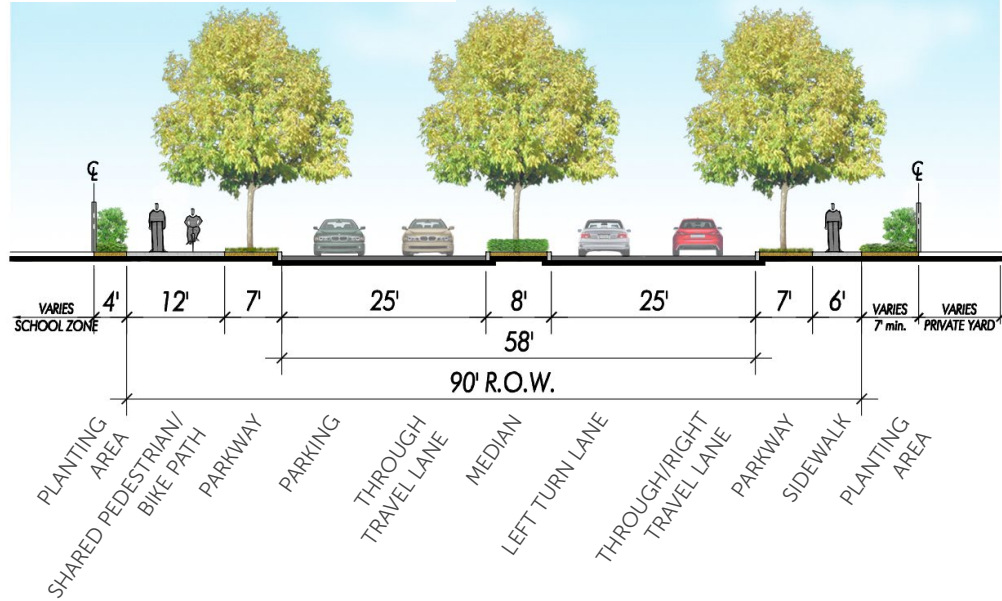 ℄
℄
4' 12' 7' 25' 8' 25' 7' 6'
VARIES
SCHOOL ZONE
VARIES
7' min.
VARIES
PRIVATE YARD
58'
90' R.O.W.
PLANTING
AREA
SHARED PEDESTRIAN/
BIKE PATH
PARKWAY
PARKING
THROUGH
TRAVEL LANE
MEDIAN
LEFT TURN LANE
THROUGH/RIGHT
TRAVEL LANE
PARKWAY
SIDEWALK
PLANTING
AREA